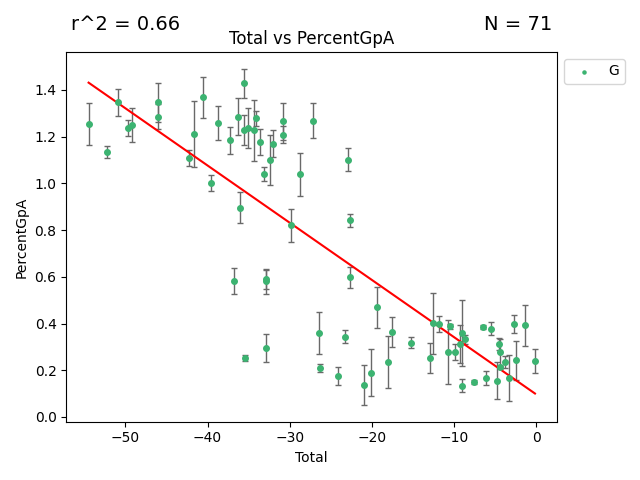 r^2 = 0.66
N = 71
Total vs PercentGpA
G
PercentGpA
1.4
1.2
1.0
0.8
0.6
0.4
0.2
0.0
−50
−40
−30
−20
−10
0
Total